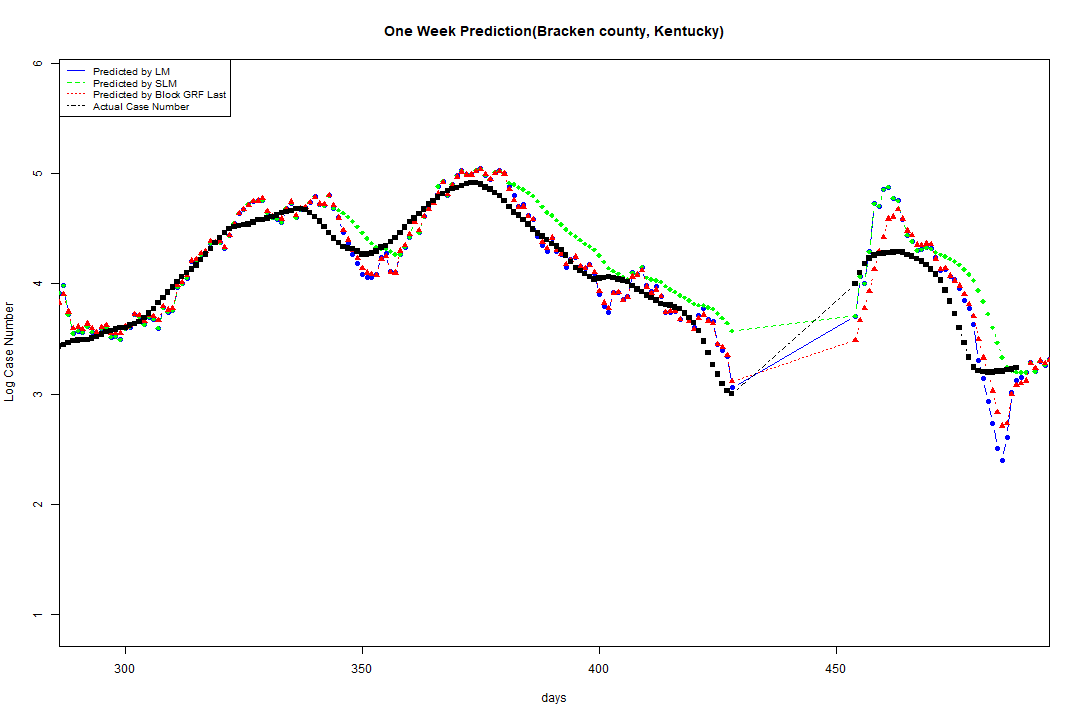 One Week Prediction(Bracken county, Kentucky)
Predicted by LM
Predicted by SLM
Predicted by Block GRF Last
Actual Case Number
6
5
4
3
2
1
Log Case Number
300 350 400 450
days